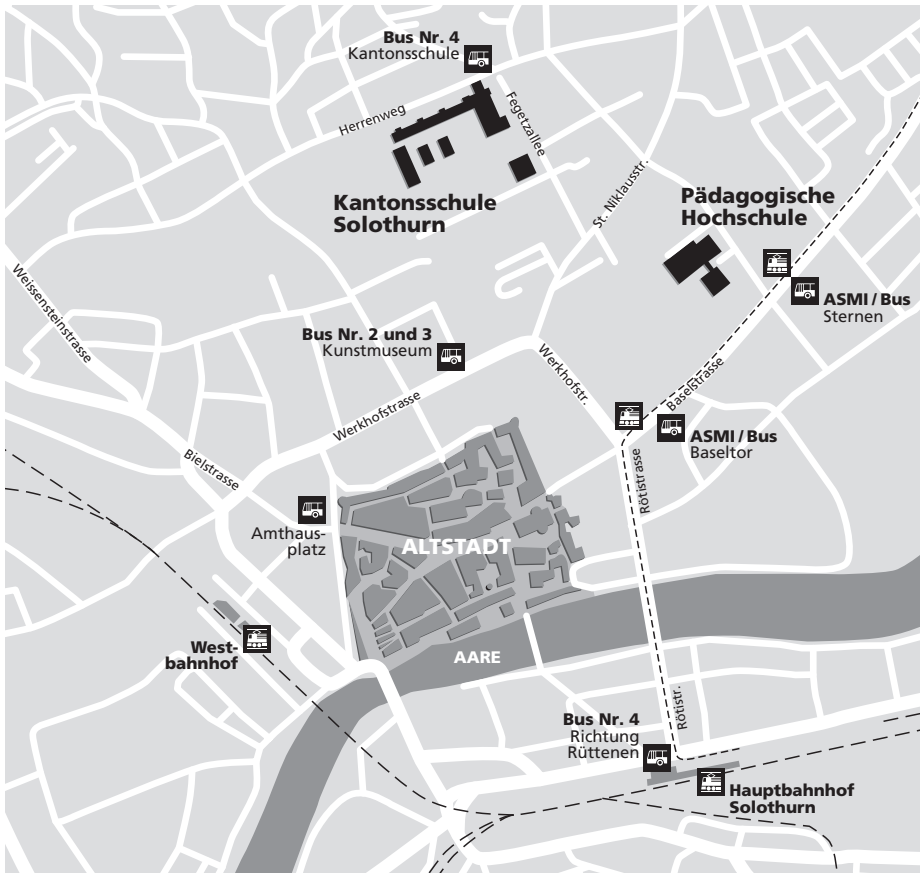 Bus Nr. 4
Kantonsschule
Herrenweg
Fegetzallee
Kantonsschule
Solothurn
St. Niklausstr.
Pädagogische
Hochschule
ASMI / Bus
Sternen
Weissensteinstrasse
Bus Nr. 2 und 3
Kunstmuseum
Werkhofstr.
Baselstrasse
Werkhofstrasse
ASMI / Bus
Baseltor
Bielstrasse
Rötistrasse
Amthaus-
platz
ALTSTADT
West-
bahnhof
AARE
Rötistr.
Bus Nr. 4
Richtung
Rüttenen
Hauptbahnhof
Solothurn